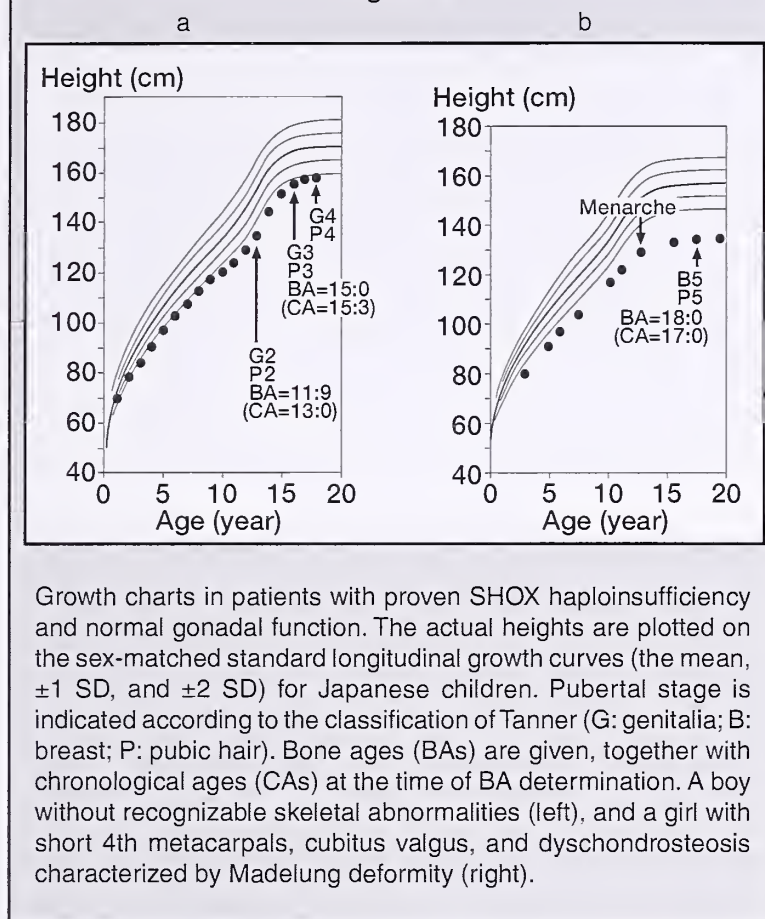 a
b
Height (cm)
180
160
140
120
100
80
60
40
0 5 10 15 20
Age (year)
G4
P4
G3
P3
BA=15:0
(CA=15:3)
G2
P2
BA=11:9
(CA=13:0)
Height (cm)
180
160
140
120
100
80
60
40
0 5 10 15 20
Age (year)
Menarche
B5
P5
BA=18:0
(CA=17:0)
Growth charts in patients with proven SHOX haploinsufficiency
and normal gonadal function. The actual heights are plotted on
the sex-matched standard longitudinal growth curves (the mean,
±1 SD, and ±2 SD) for Japanese children. Pubertal stage is
indicated according to the classification of Tanner (G: genitalia; B:
breast; P: pubic hair). Bone ages (BAs) are given, together with
chronological ages (CAs) at the time of BA determination. A boy
without recognizable skeletal abnormalities (left), and a girl with
short 4th metacarpals, cubitus valgus, and dyschondrosteosis
characterized by Madelung deformity (right).